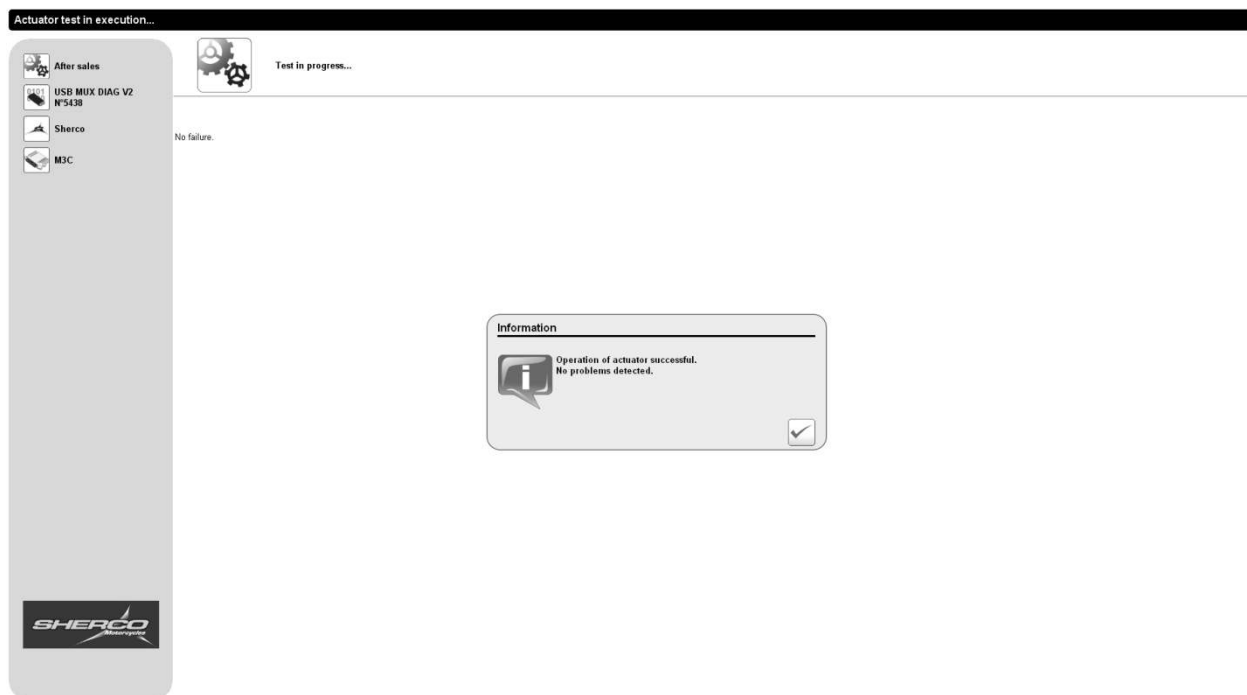 Actuator test in execution...
After sales
USB MUX DIAG V2
N°5438
Sherco
M3C
Test in progress...
No failure.
Information
Operation of actuator successful.
No problems detected.
SHERCO
Motorcycles